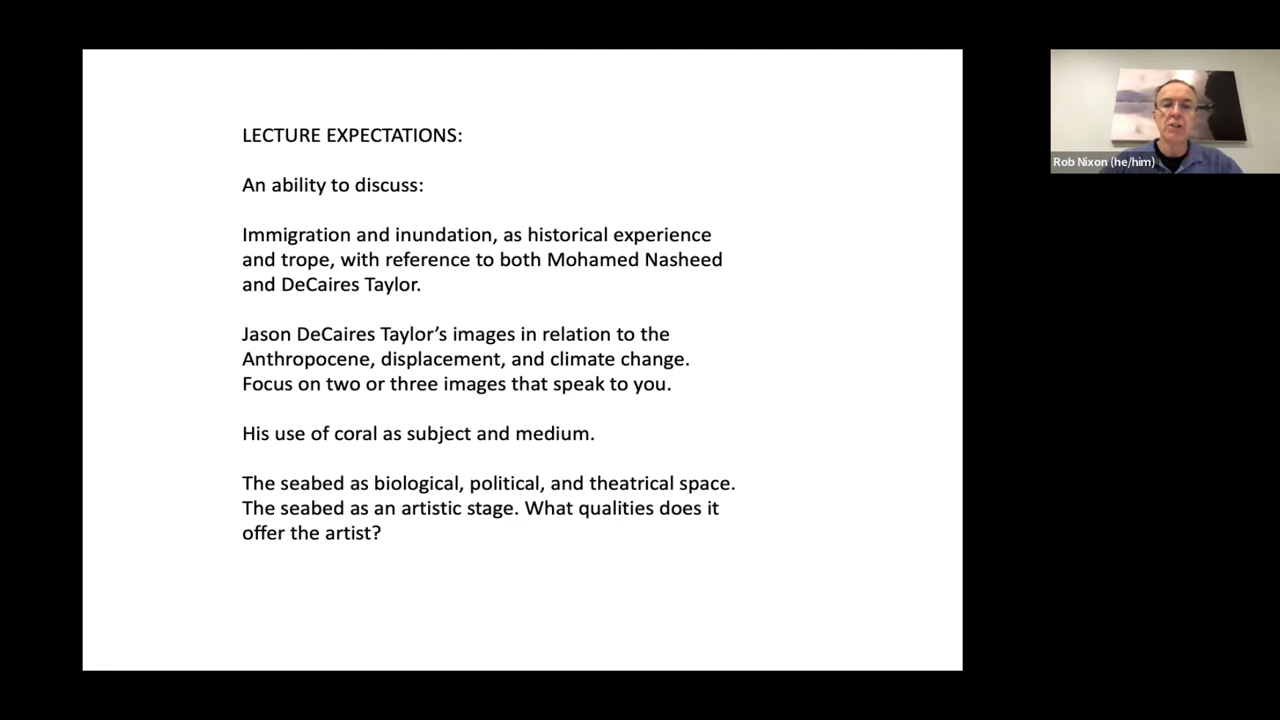 LECTURE EXPECTATIONS:
An ability to discuss:
Immigration and inundation, as historical experience
and trope, with reference to both Mohamed Nasheed
and DeCaires Taylor.
Jason DeCaires Taylor’s images in relation to the
Anthropocene, displacement, and climate change.
Focus on two or three images that speak to you.
His use of coral as subject and medium.
The seabed as biological, political, and theatrical space.
The seabed as an artistic stage. What qualities does it
offer the artist?
Rob Nixon (he/him)